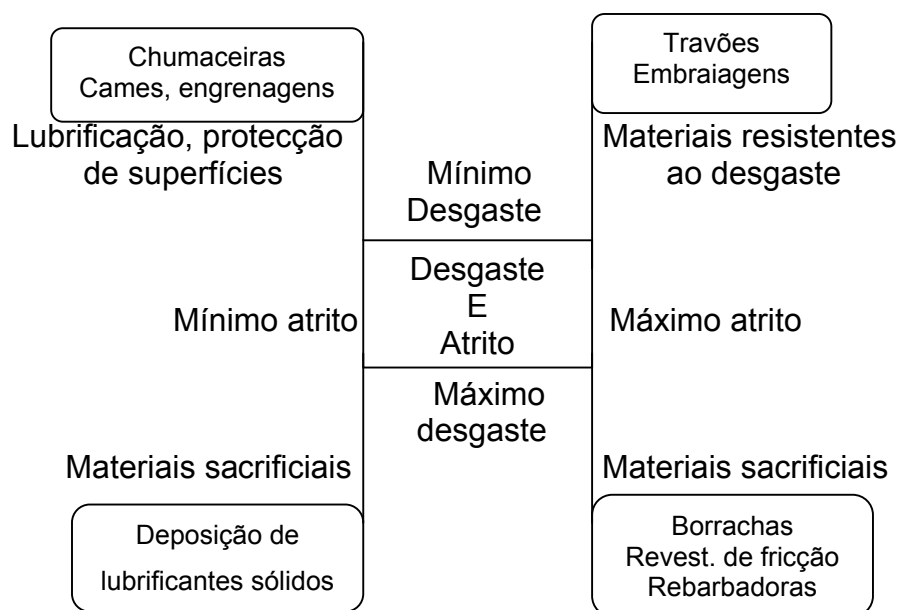 Chumaceiras
Cames, engrenagens
Travões
Embraiagens
Lubrificação, protecção
de superfícies
Mínimo
Desgaste
Materiais resistentes
ao desgaste
Mínimo atrito
Desgaste
E
Atrito
Máximo atrito
Máximo
desgaste
Materiais sacrificiais
Materiais sacrificiais
Deposição de
lubrificantes sólidos
Borrachas
Revest. de fricção
Rebarbadoras